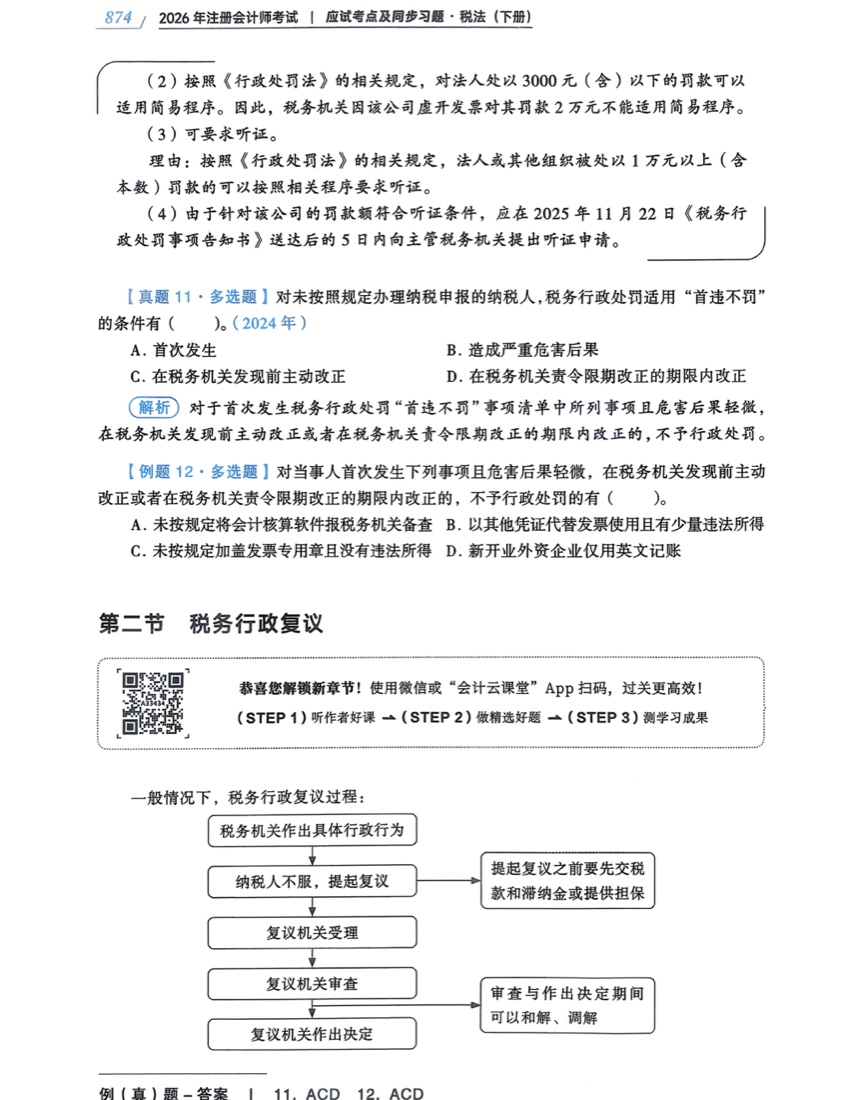 874 / 2026 年注册会计师考试 | 应试考点及同步习题·税法（下册）
（2）按照《行政处罚法》的相关规定，对法人处以 3000 元（含）以下的罚款可以
适用简易程序。因此，税务机关因该公司虚开发票对其罚款 2 万元不能适用简易程序。
（3）可要求听证。
理由：按照《行政处罚法》的相关规定，法人或其他组织被处以 1 万元以上（含
本数）罚款的可以按照相关程序要求听证。
（4）由于针对该公司的罚款额符合听证条件，应在 2025 年 11 月 22 日《税务行
政处罚事项告知书》送达后的 5 日内向主管税务机关提出听证申请。
【真题 11·多选题】对未按照规定办理纳税申报的纳税人，税务行政处罚适用“首违不罚”
的条件有（　　）。（2024 年）
A. 首次发生 B. 造成严重危害后果
C. 在税务机关发现前主动改正 D. 在税务机关责令限期改正的期限内改正
解析 对于首次发生税务行政处罚“首违不罚”事项清单中所列事项且危害后果轻微，
在税务机关发现前主动改正或者在税务机关责令限期改正的期限内改正的，不予行政处罚。
【例题 12·多选题】对当事人首次发生下列事项且危害后果轻微，在税务机关发现前主动
改正或者在税务机关责令限期改正的期限内改正的，不予行政处罚的有（　　）。
A. 未按规定将会计核算软件报税务机关备查 B. 以其他凭证代替发票使用且有少量违法所得
C. 未按规定加盖发票专用章且没有违法所得 D. 新开业外资企业仅用英文记账
第二节 税务行政复议
A33434
恭喜您解锁新章节！使用微信或“会计云课堂”App 扫码，过关更高效！
（STEP 1）听作者好课 ⇀（STEP 2）做精选好题 ⇀（STEP 3）测学习成果
一般情况下，税务行政复议过程：
税务机关作出具体行政行为
纳税人不服，提起复议
提起复议之前要先交税
款和滞纳金或提供担保
复议机关受理
复议机关审查
审查与作出决定期间
可以和解、调解
复议机关作出决定
例（真）题－答案 | 11. ACD 12. ACD